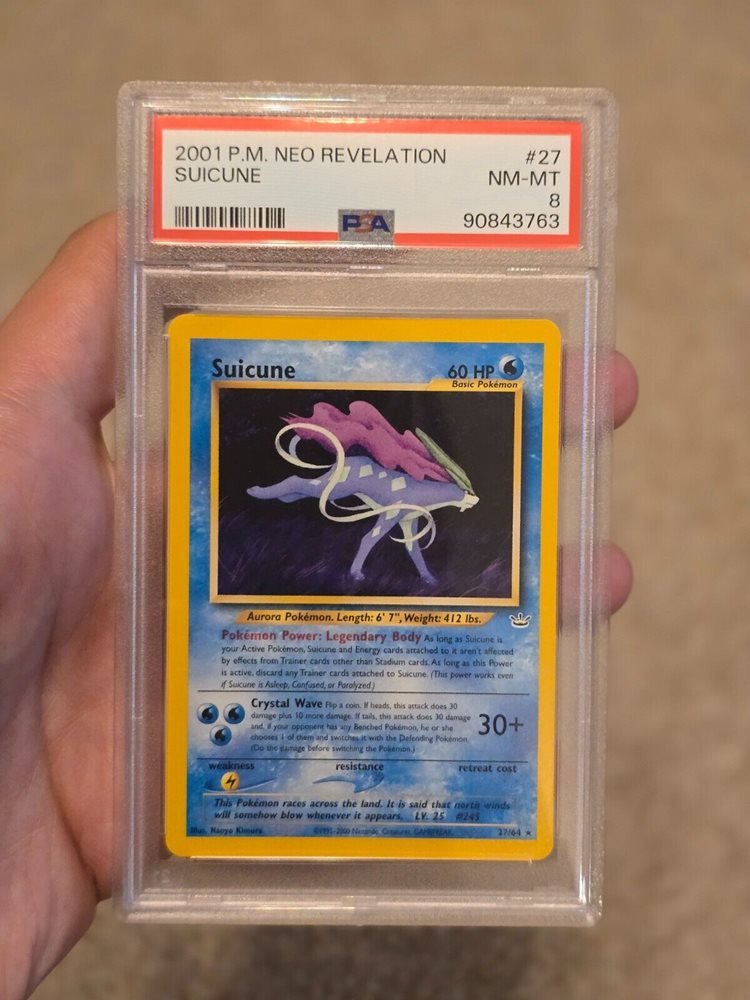 2001 P.M. NEO REVELATION #27
SUICUNE NM-MT
8
PSA 90843763
Suicune 60 HP
Basic Pokémon
Aurora Pokémon. Length: 6' 7", Weight: 412 lbs.
Pokémon Power: Legendary Body As long as Suicune is
your Active Pokémon, Suicune and Energy cards attached to it aren't affected
by effects from Trainer cards other than Stadium cards. As long as this Power
is active, discard any Trainer cards attached to Suicune. (This power works even
if Suicune is Asleep, Confused, or Paralyzed.)
Crystal Wave Flip a coin. If heads, this attack does 30
damage plus 10 more damage. If tails, this attack does 30 damage
and, if your opponent has any Benched Pokémon, he or she
chooses 1 of them and switches it with the Defending Pokémon.
(Do the damage before switching the Pokémon.)
30+
weakness resistance retreat cost
This Pokémon races across the land. It is said that north winds
will somehow blow whenever it appears. LV. 25 #245
Illus. Naoyo Kimura ©1995-2000 Nintendo, Creatures, GAMEFREAK. 27/64 ★